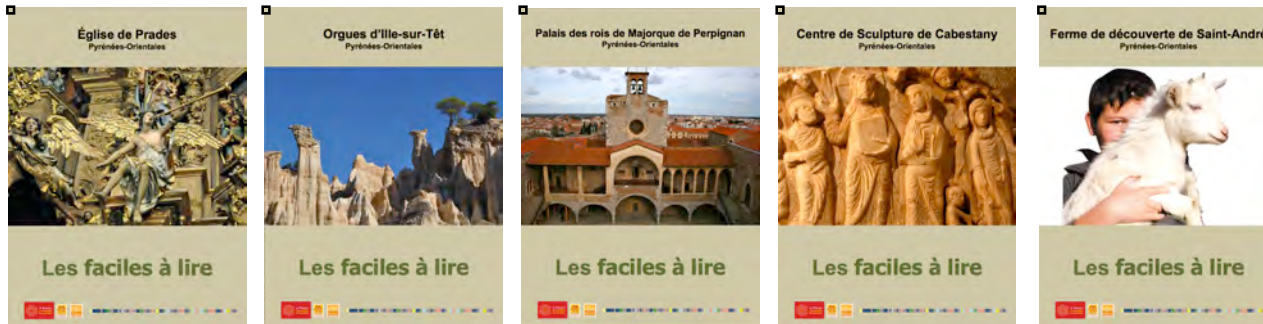 Église de Prades
Pyrénées-Orientales
Les faciles à lire
Orgues d'Ille-sur-Têt
Pyrénées-Orientales
Les faciles à lire
Palais des rois de Majorque de Perpignan
Pyrénées-Orientales
Les faciles à lire
Centre de Sculpture de Cabestany
Pyrénées-Orientales
Les faciles à lire
Ferme de découverte de Saint-André
Pyrénées-Orientales
Les faciles à lire